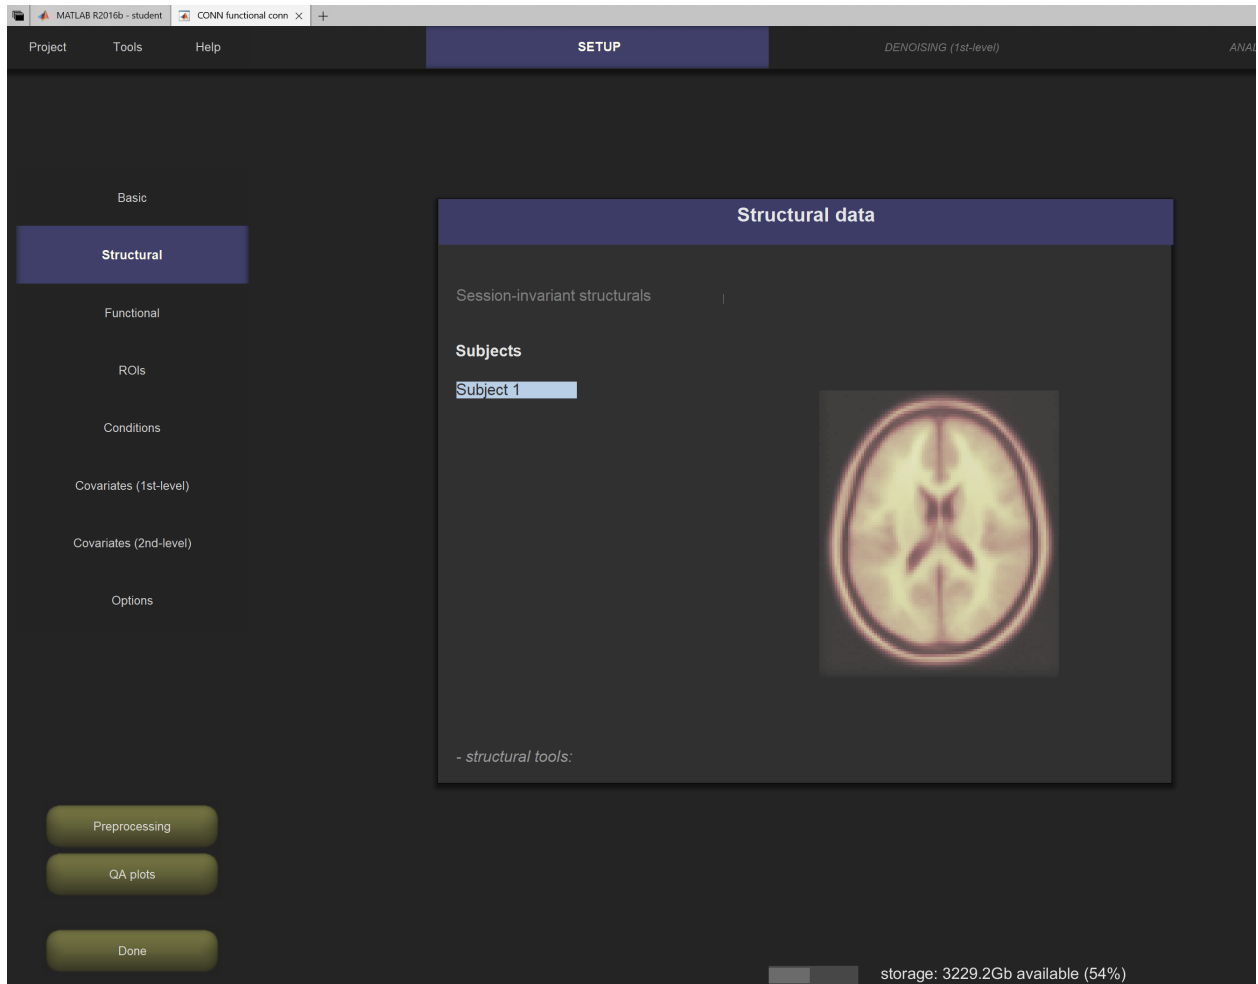 MATLAB R2016b - student
CONN functional conn
Project Tools Help SETUP DENOISING (1st-level) ANAL
Basic
Structural
Functional
ROIs
Conditions
Covariates (1st-level)
Covariates (2nd-level)
Options
Preprocessing
QA plots
Done
Structural data
Session-invariant structurals
Subjects
Subject 1
- structural tools:
storage: 3229.2Gb available (54%)